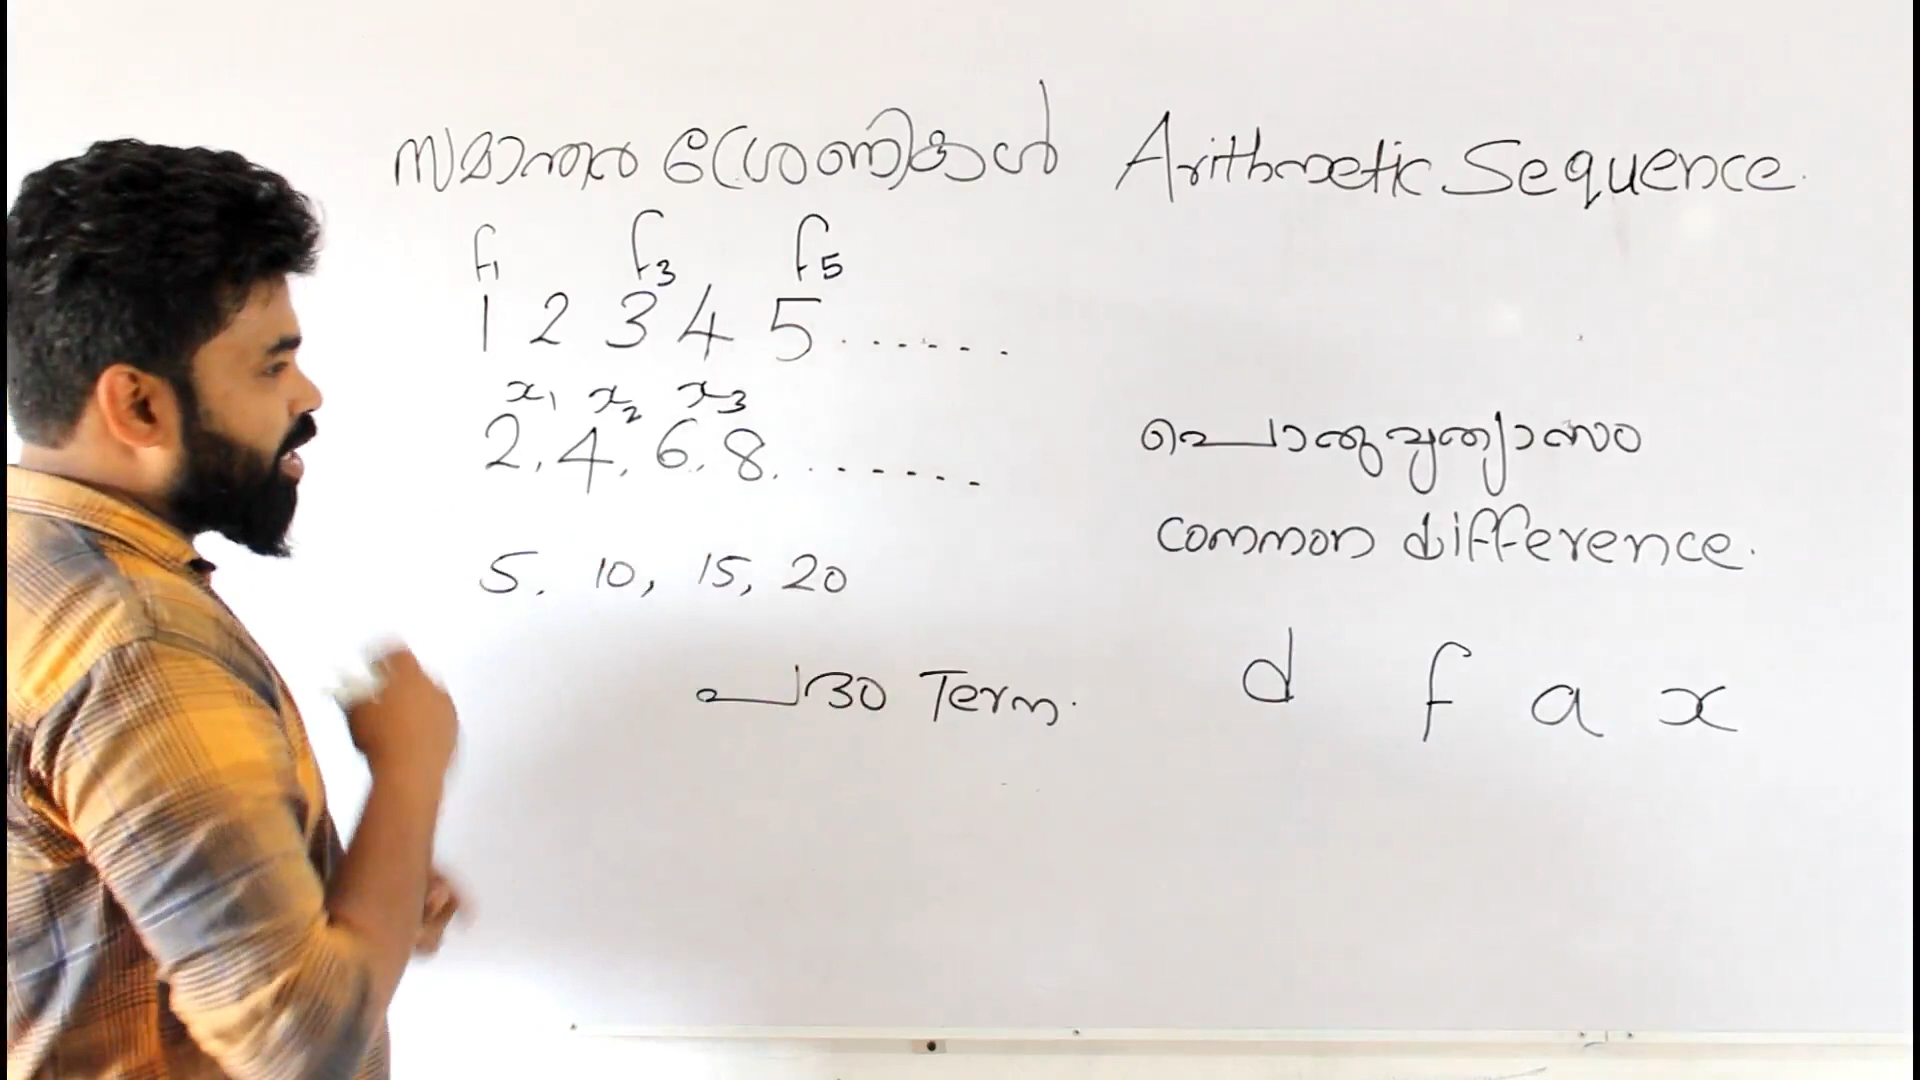 സമാന്തര ശ്രേണികൾ Arithmetic Sequence.
f1 f3 f5
1 2 3 4 5 . . . . . .
x1 x2 x3
2, 4, 6, 8, . . . . . .
പൊതുവ്യത്യാസം
common difference.
5, 10, 15, 20
പദം Term.
d f a x